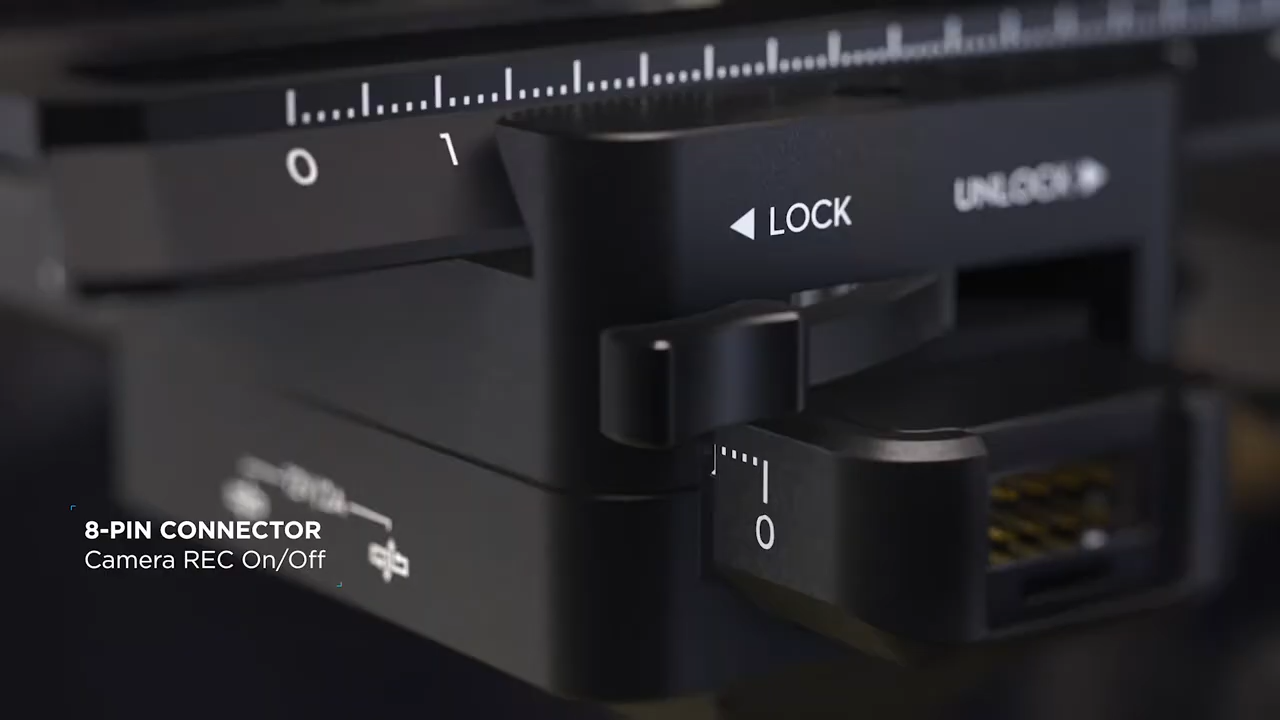 0 1
◀ LOCK
UNLOCK ▶
0
8-PIN CONNECTOR
Camera REC On/Off